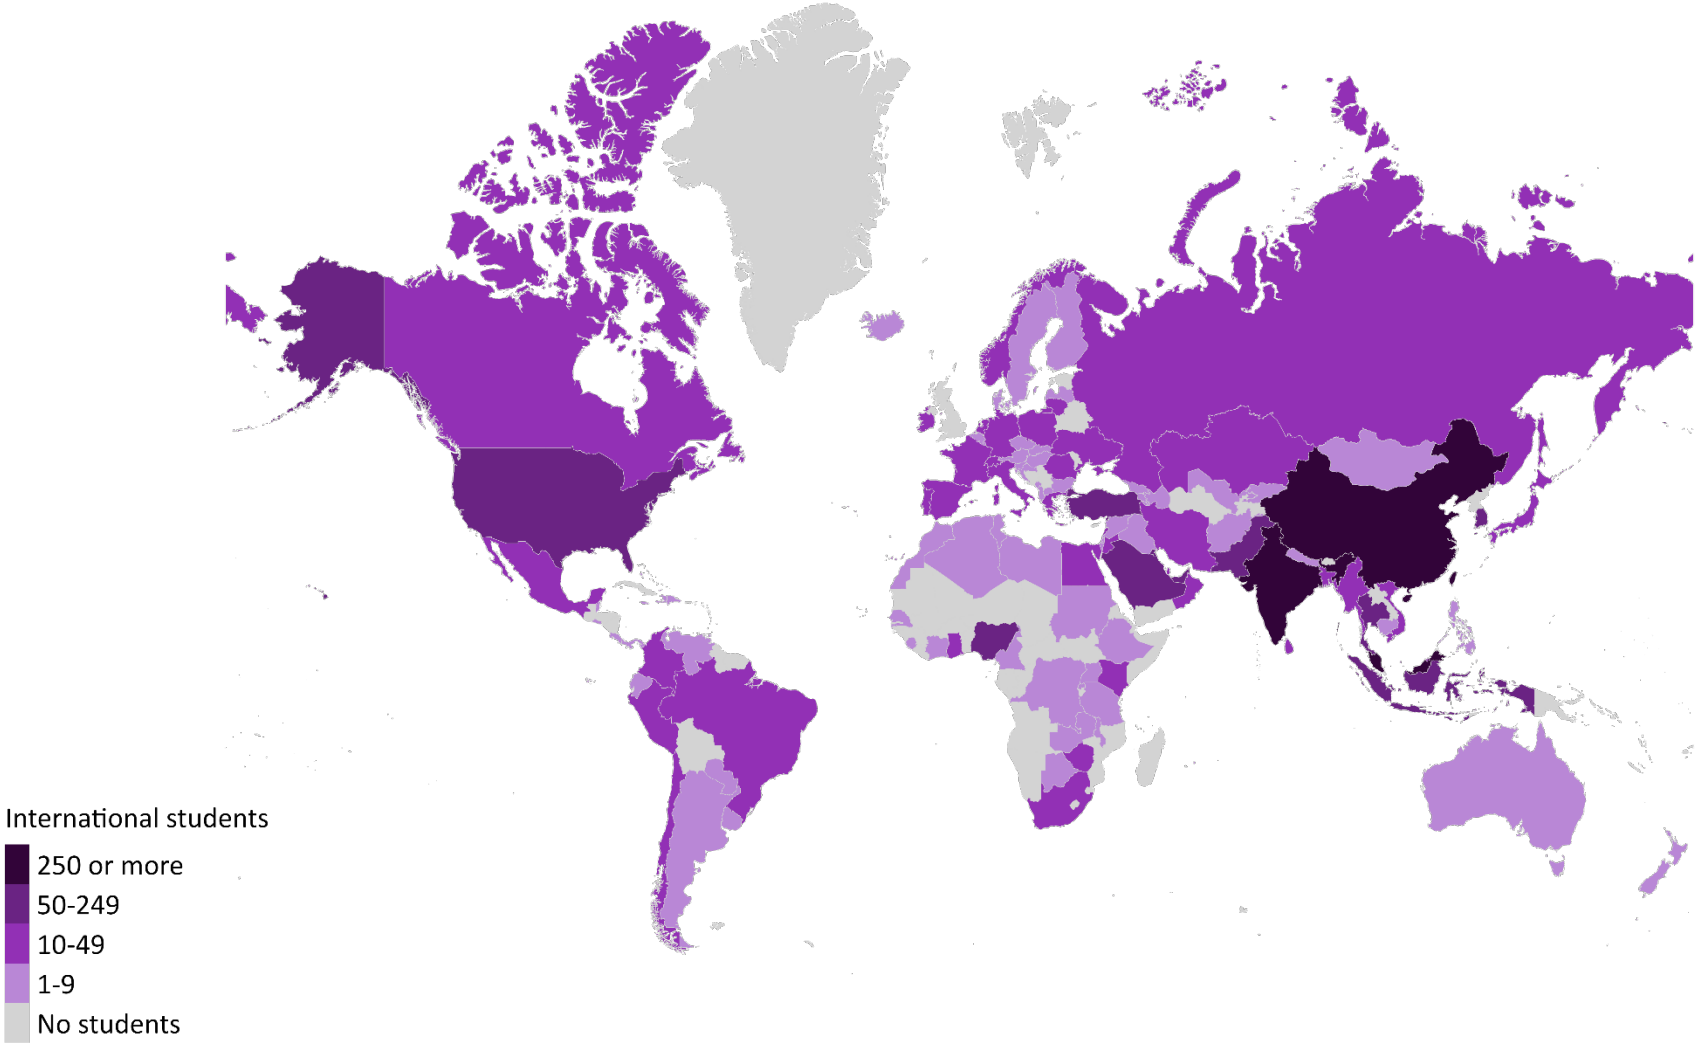 International students
250 or more
50-249
10-49
1-9
No students